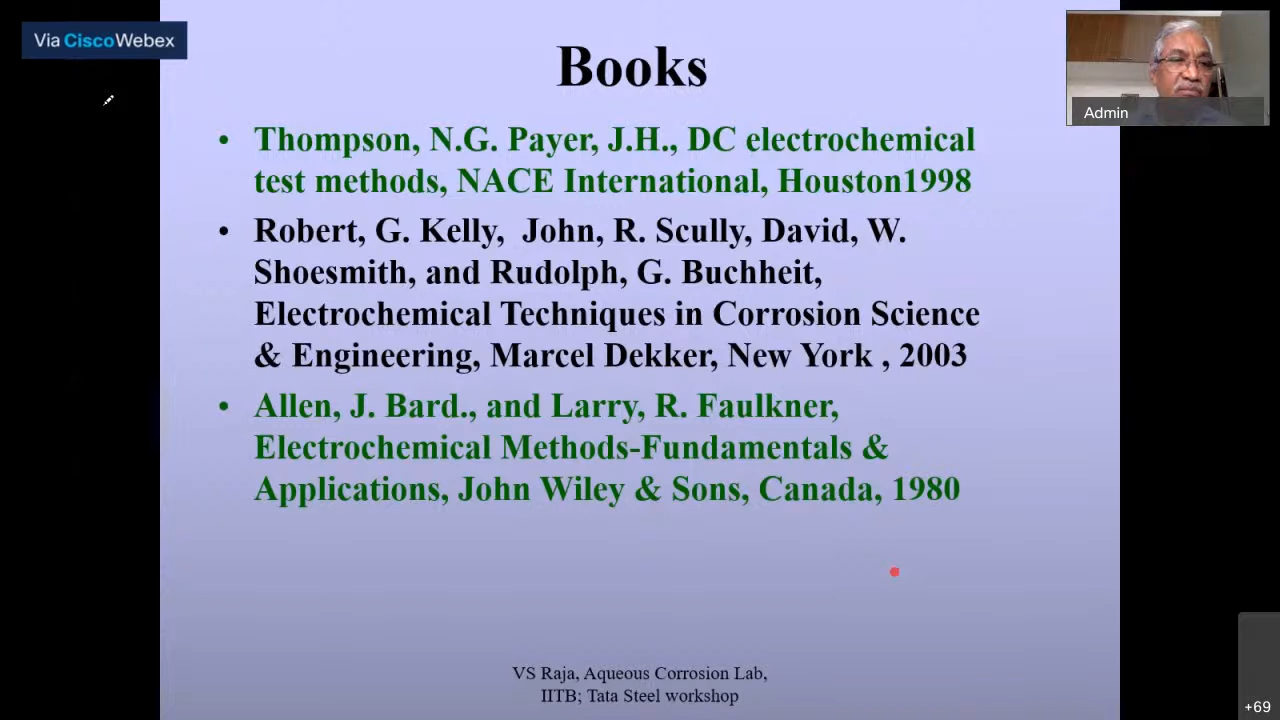 Via CiscoWebex
Books
Admin
• Thompson, N.G. Payer, J.H., DC electrochemical
test methods, NACE International, Houston1998
• Robert, G. Kelly, John, R. Scully, David, W.
Shoesmith, and Rudolph, G. Buchheit,
Electrochemical Techniques in Corrosion Science
& Engineering, Marcel Dekker, New York , 2003
• Allen, J. Bard., and Larry, R. Faulkner,
Electrochemical Methods-Fundamentals &
Applications, John Wiley & Sons, Canada, 1980
VS Raja, Aqueous Corrosion Lab,
IITB; Tata Steel workshop
+69